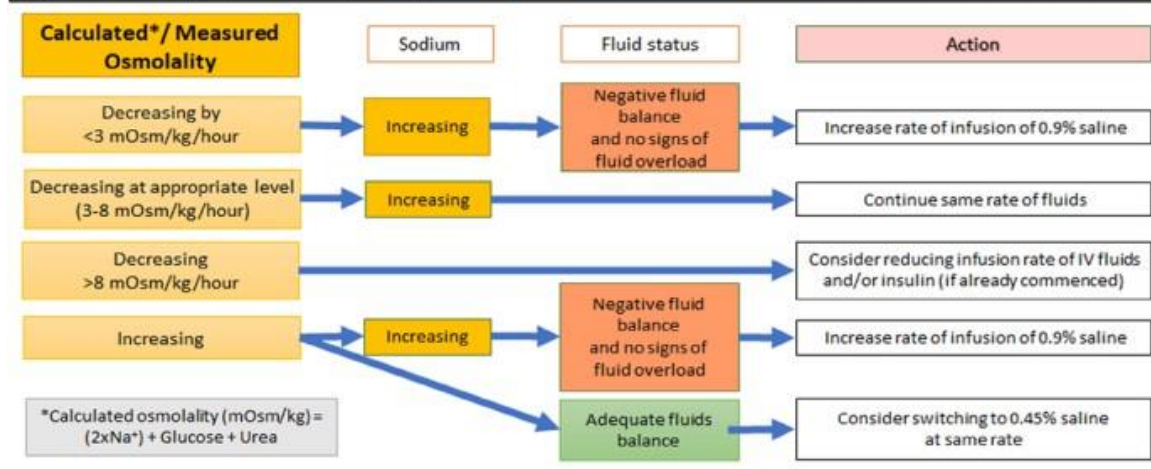 Calculated*/ Measured
Osmolality
Sodium
Fluid status
Action
Decreasing by
<3 mOsm/kg/hour
Increasing
Negative fluid
balance
and no signs of
fluid overload
Increase rate of infusion of 0.9% saline
Decreasing at appropriate level
(3-8 mOsm/kg/hour)
Increasing
Continue same rate of fluids
Decreasing
>8 mOsm/kg/hour
Consider reducing infusion rate of IV fluids
and/or insulin (if already commenced)
Increasing
Increasing
Negative fluid
balance
and no signs of
fluid overload
Increase rate of infusion of 0.9% saline
*Calculated osmolality (mOsm/kg) =
(2xNa⁺) + Glucose + Urea
Adequate fluids
balance
Consider switching to 0.45% saline
at same rate